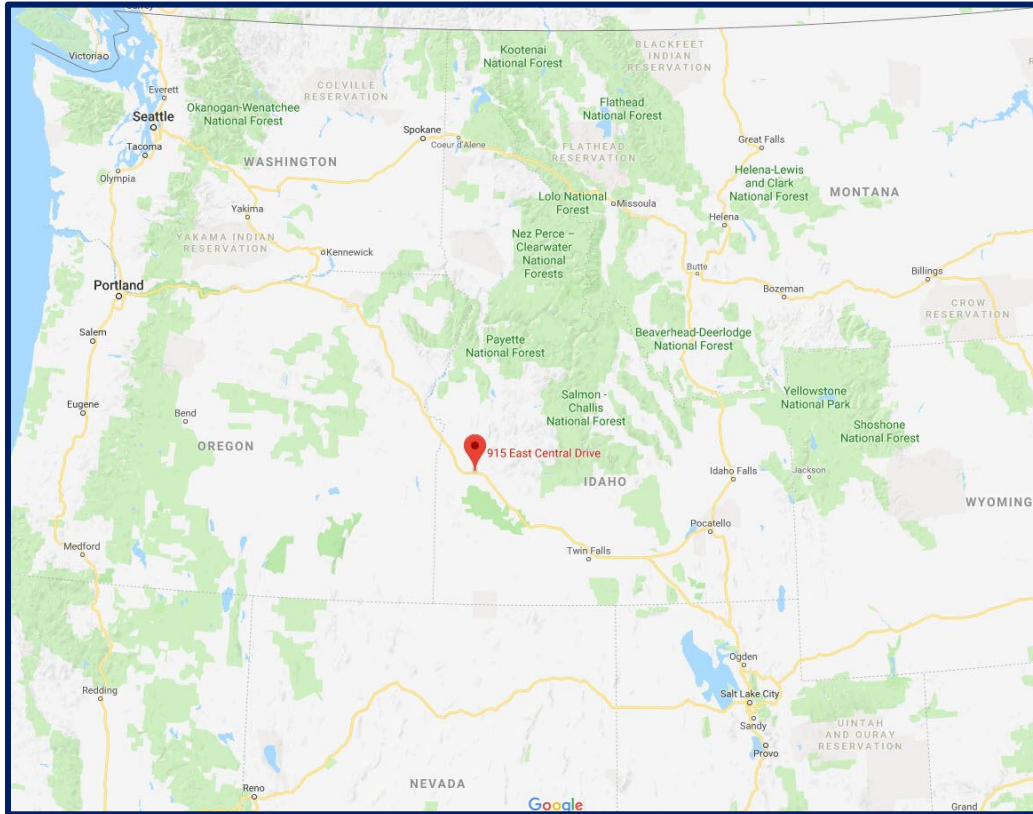 Victoria
Everett
Seattle
Tacoma
Olympia
Okanogan-Wenatchee
National Forest
COLVILLE
RESERVATION
WASHINGTON
Spokane
Coeur d'Alene
Kootenai
National Forest
BLACKFEET
INDIAN
RESERVATION
Flathead
National Forest
FLATHEAD
RESERVATION
Great Falls
Helena-Lewis
and Clark
National Forest
MONTANA
Lolo National
Forest
Missoula
Helena
Yakima
YAKAMA INDIAN
RESERVATION
Kennewick
Nez Perce –
Clearwater
National
Forests
Butte
Bozeman
Billings
CROW
RESERVATION
Portland
Salem
Eugene
Bend
OREGON
Payette
National Forest
Beaverhead-Deerlodge
National Forest
Salmon -
Challis
National Forest
Yellowstone
National Park
Shoshone
National Forest
915 East Central Drive
IDAHO
Idaho Falls
Jackson
WYOMING
Pocatello
Twin Falls
Medford
Redding
Ogden
Salt Lake City
Sandy
Provo
UINTAH
AND OURAY
RESERVATION
Reno
NEVADA
Google
Grand